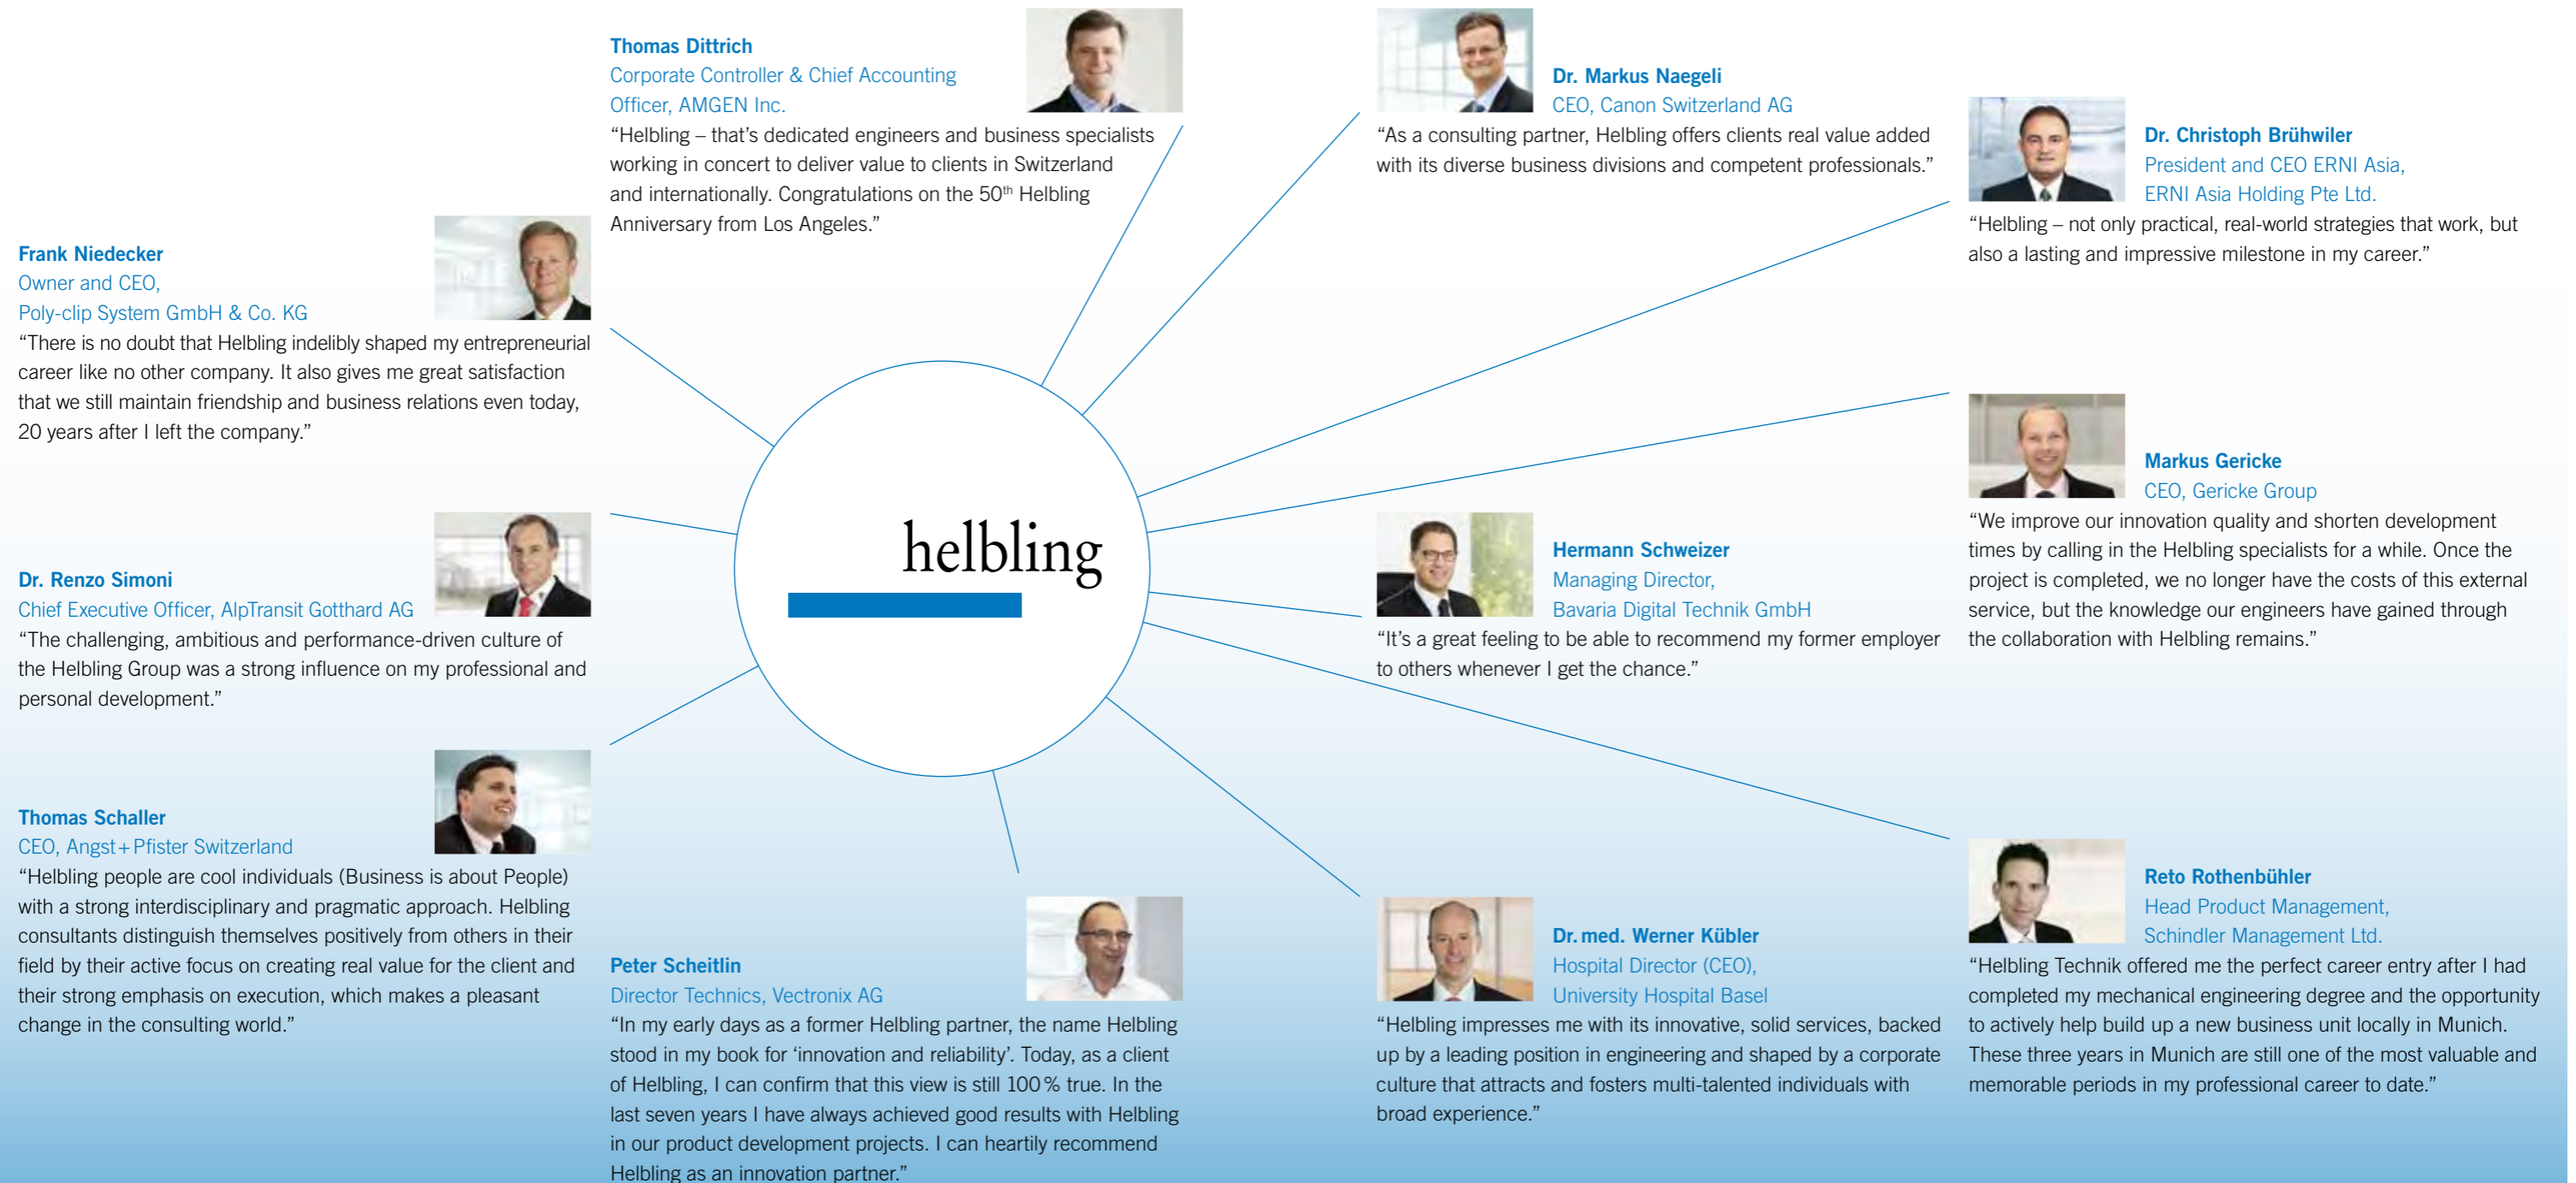 Thomas Dittrich
Corporate Controller & Chief Accounting
Officer, AMGEN Inc.
“Helbling – that’s dedicated engineers and business specialists
working in concert to deliver value to clients in Switzerland
and internationally. Congratulations on the 50th Helbling
Anniversary from Los Angeles.”
Dr. Markus Naegeli
CEO, Canon Switzerland AG
“As a consulting partner, Helbling offers clients real value added
with its diverse business divisions and competent professionals.”
Dr. Christoph Brühwiler
President and CEO ERNI Asia,
ERNI Asia Holding Pte Ltd.
“Helbling – not only practical, real-world strategies that work, but
also a lasting and impressive milestone in my career.”
Frank Niedecker
Owner and CEO,
Poly-clip System GmbH & Co. KG
“There is no doubt that Helbling indelibly shaped my entrepreneurial
career like no other company. It also gives me great satisfaction
that we still maintain friendship and business relations even today,
20 years after I left the company.”
Markus Gericke
CEO, Gericke Group
“We improve our innovation quality and shorten development
times by calling in the Helbling specialists for a while. Once the
project is completed, we no longer have the costs of this external
service, but the knowledge our engineers have gained through
the collaboration with Helbling remains.”
helbling
Hermann Schweizer
Managing Director,
Bavaria Digital Technik GmbH
“It’s a great feeling to be able to recommend my former employer
to others whenever I get the chance.”
Dr. Renzo Simoni
Chief Executive Officer, AlpTransit Gotthard AG
“The challenging, ambitious and performance-driven culture of
the Helbling Group was a strong influence on my professional and
personal development.”
Thomas Schaller
CEO, Angst+Pfister Switzerland
“Helbling people are cool individuals (Business is about People)
with a strong interdisciplinary and pragmatic approach. Helbling
consultants distinguish themselves positively from others in their
field by their active focus on creating real value for the client and
their strong emphasis on execution, which makes a pleasant
change in the consulting world.”
Peter Scheitlin
Director Technics, Vectronix AG
“In my early days as a former Helbling partner, the name Helbling
stood in my book for ‘innovation and reliability’. Today, as a client
of Helbling, I can confirm that this view is still 100 % true. In the
last seven years I have always achieved good results with Helbling
in our product development projects. I can heartily recommend
Helbling as an innovation partner.”
Dr. med. Werner Kübler
Hospital Director (CEO),
University Hospital Basel
“Helbling impresses me with its innovative, solid services, backed
up by a leading position in engineering and shaped by a corporate
culture that attracts and fosters multi-talented individuals with
broad experience.”
Reto Rothenbühler
Head Product Management,
Schindler Management Ltd.
“Helbling Technik offered me the perfect career entry after I had
completed my mechanical engineering degree and the opportunity
to actively help build up a new business unit locally in Munich.
These three years in Munich are still one of the most valuable and
memorable periods in my professional career to date.”